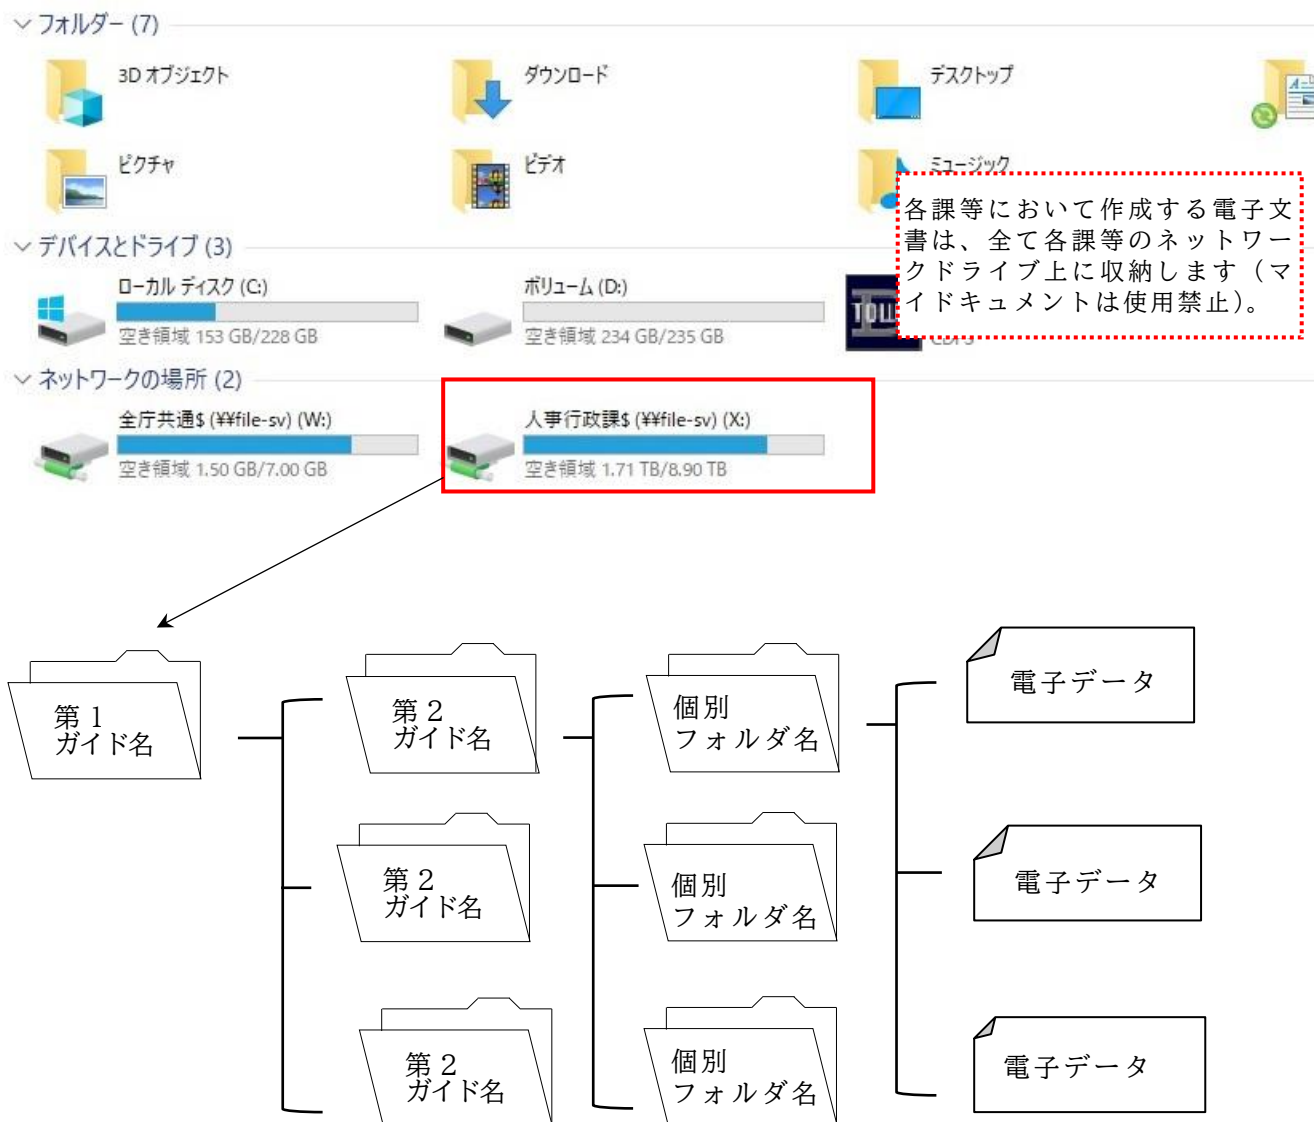 フォルダー (7)
3D オブジェクト
ダウンロード
デスクトップ
ピクチャ
ビデオ
ミュージック
各課等において作成する電子文
書は、全て各課等のネットワー
クドライブ上に収納します（マ
イドキュメントは使用禁止）。
デバイスとドライブ (3)
ローカル ディスク (C:)
空き領域 153 GB/228 GB
ボリューム (D:)
空き領域 234 GB/235 GB
ネットワークの場所 (2)
全庁共通$ (¥¥file-sv) (W:)
空き領域 1.50 GB/7.00 GB
人事行政課$ (¥¥file-sv) (X:)
空き領域 1.71 TB/8.90 TB
第１
ガイド名
第２
ガイド名
個別
フォルダ名
電子データ
第２
ガイド名
個別
フォルダ名
電子データ
第２
ガイド名
個別
フォルダ名
電子データ